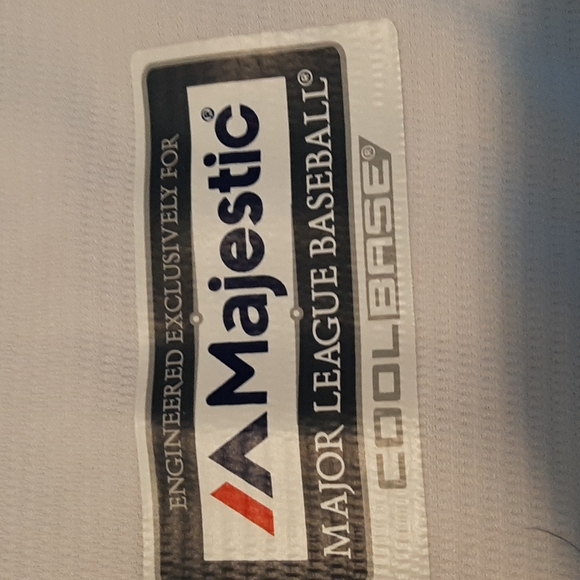 ENGINEERED EXCLUSIVELY FOR
Majestic®
MAJOR LEAGUE BASEBALL®
COOLBASE®